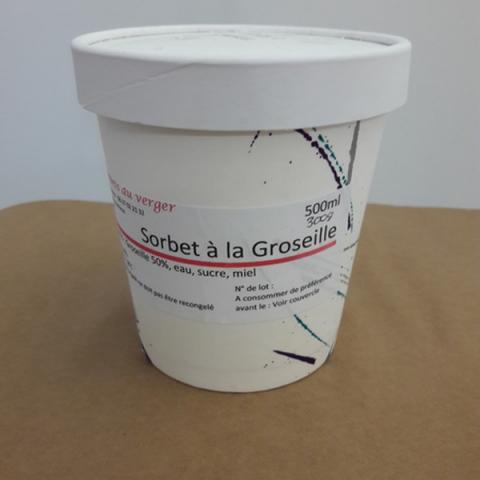 du verger
500ml
300g
Sorbet à la Groseille
groseille 50%, eau, sucre, miel
N° de lot :
pas être recongelé
A consommer de préférence
avant le : Voir couvercle